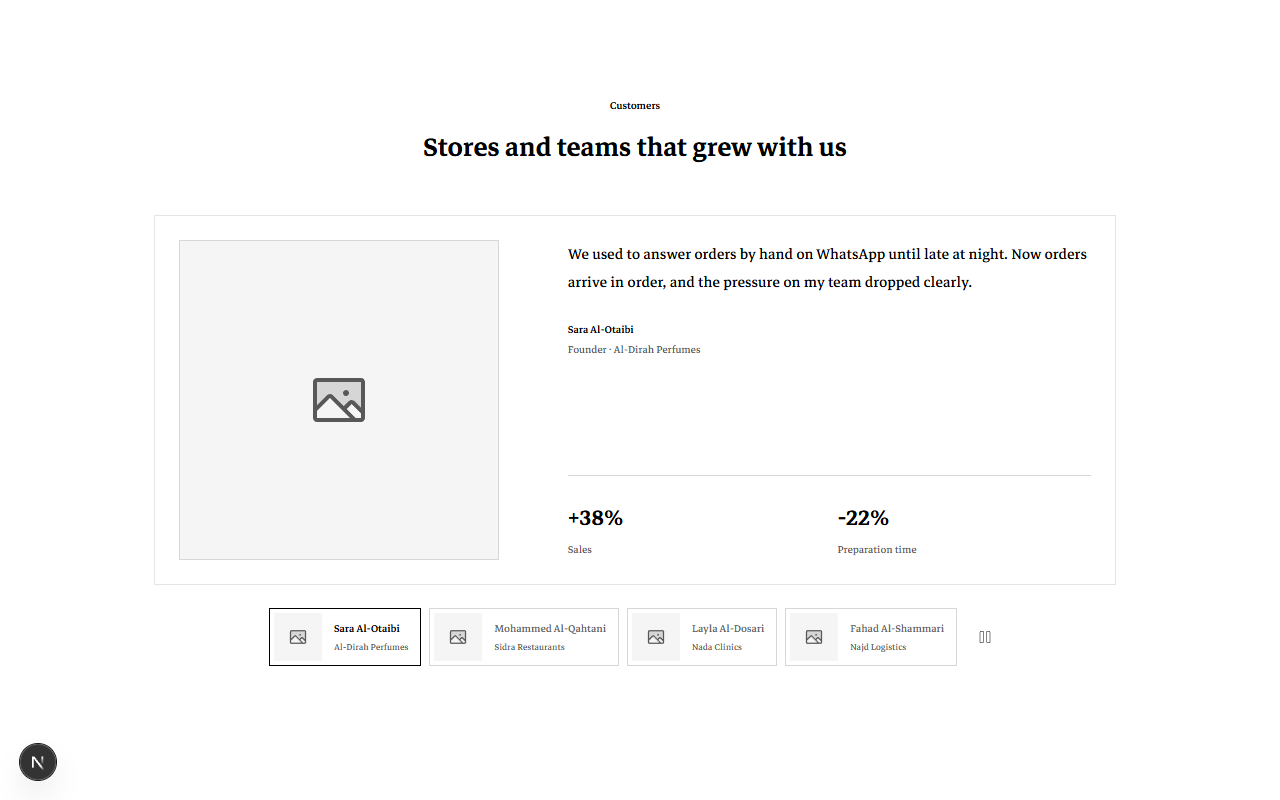 Customers
Stores and teams that grew with us
We used to answer orders by hand on WhatsApp until late at night. Now orders
arrive in order, and the pressure on my team dropped clearly.
Sara Al-Otaibi
Founder · Al-Dirah Perfumes
+38%
Sales
-22%
Preparation time
Sara Al-Otaibi
Al-Dirah Perfumes
Mohammed Al-Qahtani
Sidra Restaurants
Layla Al-Dosari
Nada Clinics
Fahad Al-Shammari
Najd Logistics
N